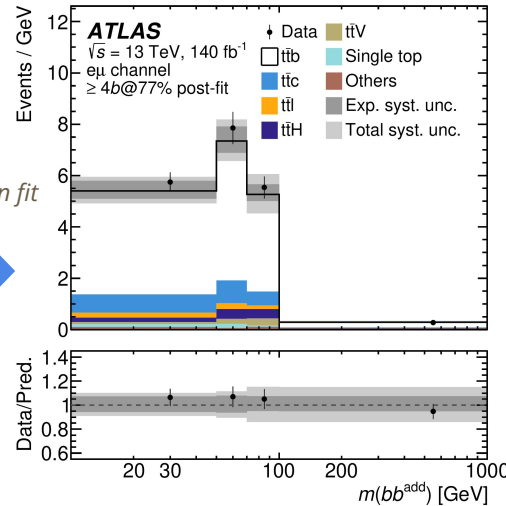 Events / GeV
12
10
8
6
4
2
0
ATLAS
√s = 13 TeV, 140 fb⁻¹
eμ channel
≥ 4b@77% post-fit
Data
tt̄b
tt̄c
tt̄l
tt̄H
tt̄V
Single top
Others
Exp. syst. unc.
Total syst. unc.
n fit
Data/Pred.
1.4
1.2
1
0.8
0.6
20 30 100 200 1000
m(bbᵃᵈᵈ) [GeV]